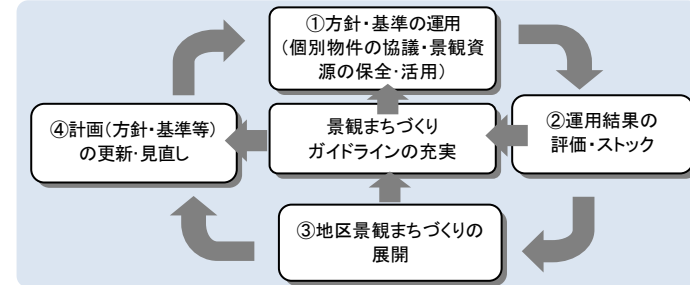 ①方針・基準の運用
(個別物件の協議・景観資
源の保全・活用)
④計画(方針・基準等)
の更新・見直し
景観まちづくり
ガイドラインの充実
②運用結果の
評価・ストック
③地区景観まちづくりの
展開